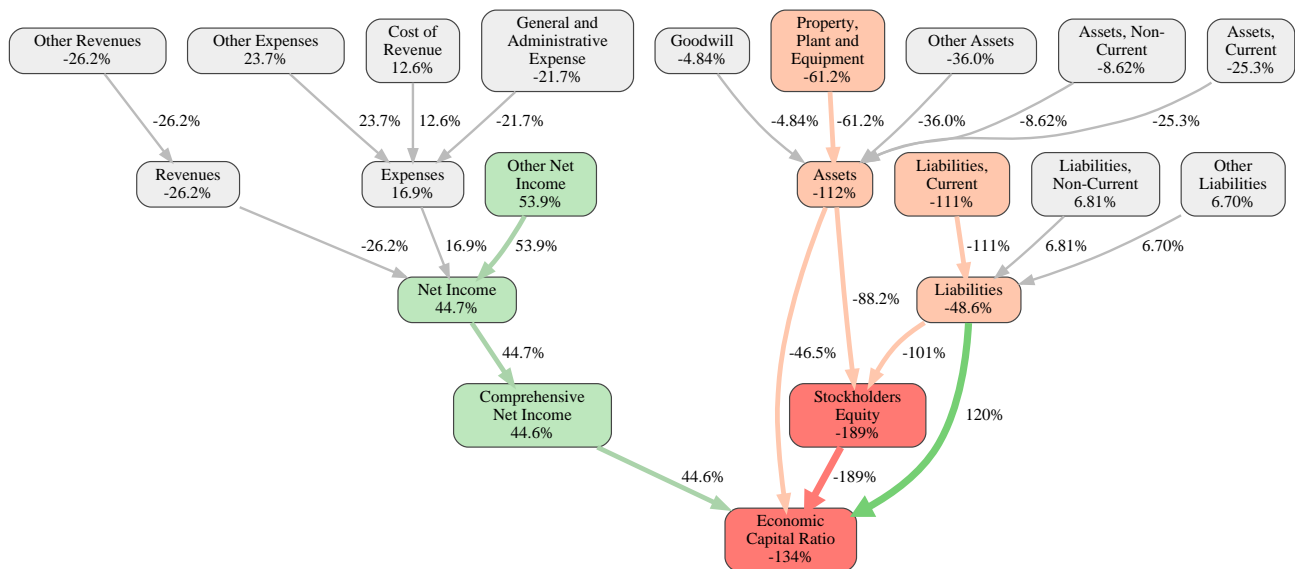 Other Revenues
-26.2%
Other Expenses
23.7%
Cost of
Revenue
12.6%
General and
Administrative
Expense
-21.7%
Goodwill
-4.84%
Property,
Plant and
Equipment
-61.2%
Other Assets
-36.0%
Assets, Non-
Current
-8.62%
Assets,
Current
-25.3%
-26.2%
23.7%
12.6%
-21.7%
-4.84%
-61.2%
-36.0%
-8.62%
-25.3%
Revenues
-26.2%
Expenses
16.9%
Other Net
Income
53.9%
Assets
-112%
Liabilities,
Current
-111%
Liabilities,
Non-Current
6.81%
Other
Liabilities
6.70%
-26.2%
16.9%
53.9%
-111%
6.81%
6.70%
Net Income
44.7%
-88.2%
Liabilities
-48.6%
44.7%
-46.5%
-101%
Comprehensive
Net Income
44.6%
Stockholders
Equity
-189%
120%
44.6%
-189%
Economic
Capital Ratio
-134%